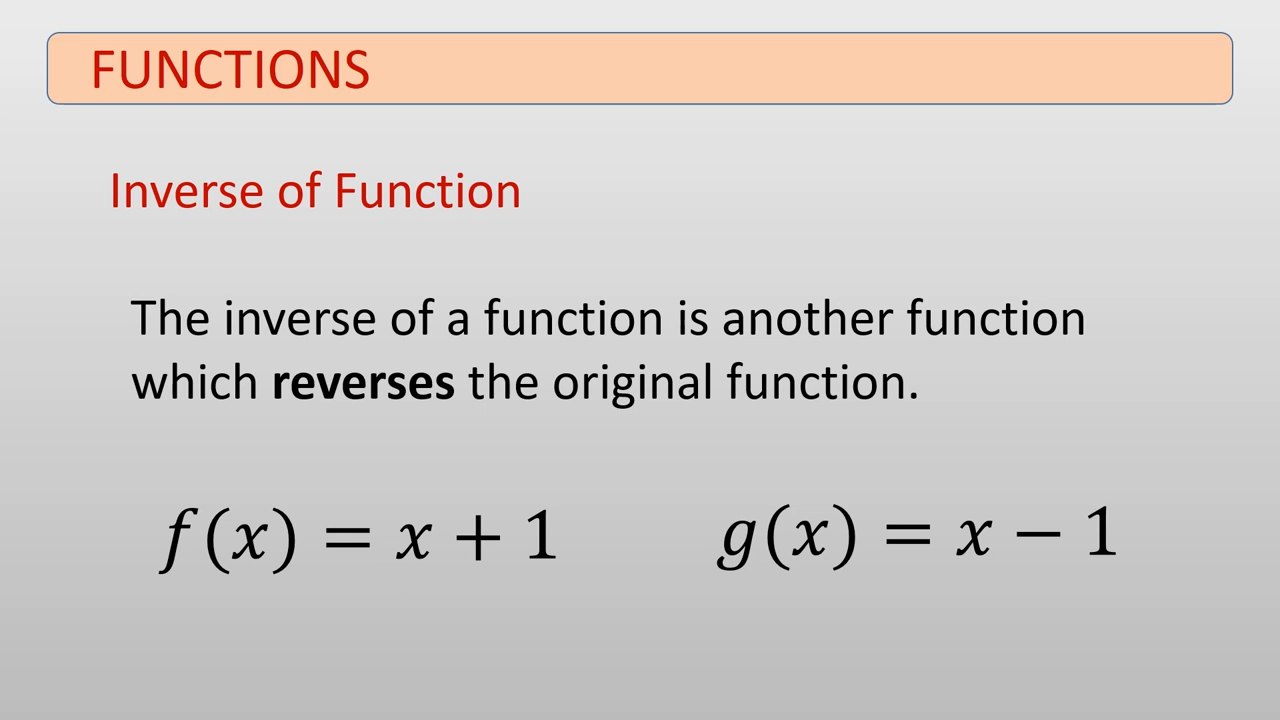 FUNCTIONS
Inverse of Function
The inverse of a function is another function
which reverses the original function.
f(x) = x + 1
g(x) = x − 1